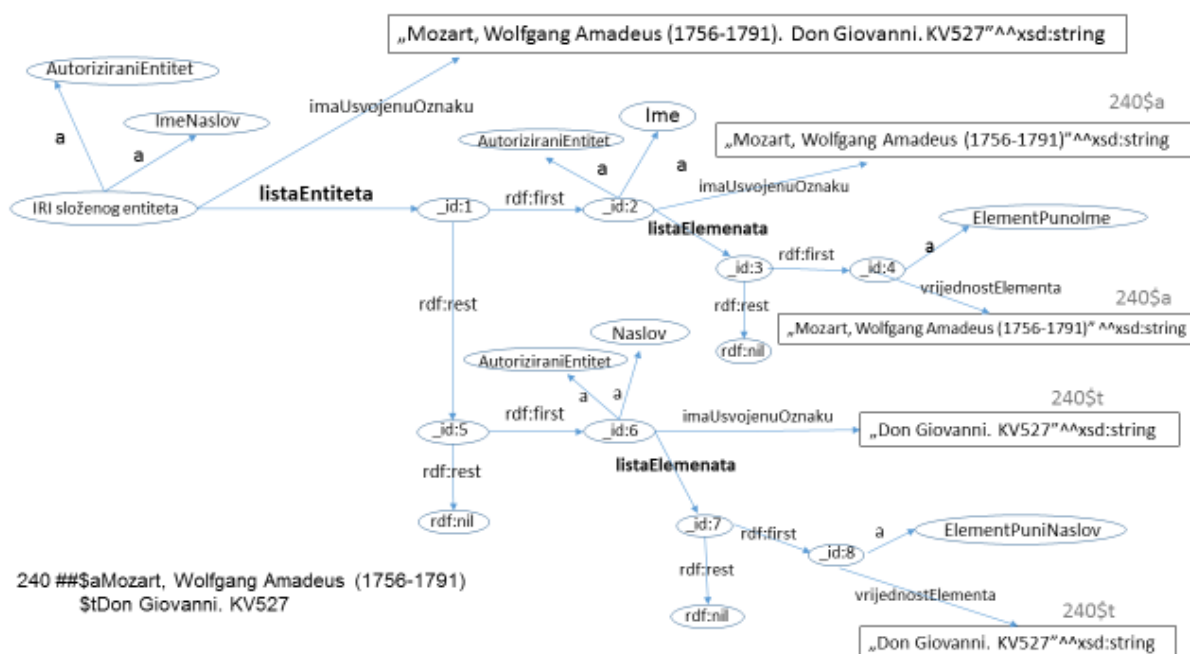 „Mozart, Wolfgang Amadeus (1756-1791). Don Giovanni. KV527”^^xsd:string
AutoriziraniEntitet
imaUsvojenuOznaku
ImeNaslov
a
a
Ime
240$a
AutoriziraniEntitet
„Mozart, Wolfgang Amadeus (1756-1791)”^^xsd:string
a
a
imaUsvojenuOznaku
IRI složenog entiteta
listaEntiteta
_id:1
rdf:first
_id:2
listaElemenata
ElementPunoIme
a
_id:3
rdf:first
_id:4
vrijednostElementa
rdf:rest
rdf:rest
240$a
„Mozart, Wolfgang Amadeus (1756-1791)” ^^xsd:string
rdf:nil
Naslov
AutoriziraniEntitet
a
a
240$t
_id:5
rdf:first
_id:6
imaUsvojenuOznaku
„Don Giovanni. KV527”^^xsd:string
listaElemenata
rdf:rest
rdf:nil
_id:7
rdf:first
_id:8
a
ElementPuniNaslov
rdf:rest
vrijednostElementa
rdf:nil
240$t
„Don Giovanni. KV527”^^xsd:string
240 ##$aMozart, Wolfgang Amadeus (1756-1791)
$tDon Giovanni. KV527